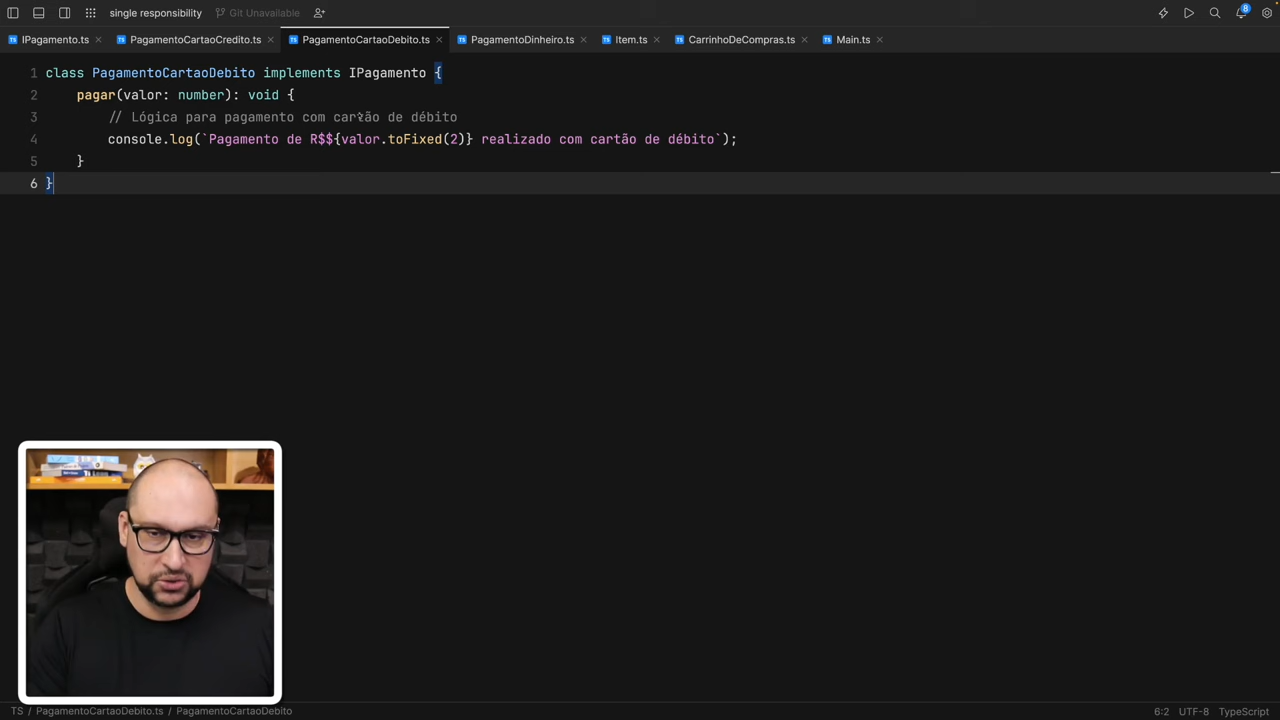 single responsibility Git Unavailable 8
IPagamento.ts PagamentoCartaoCredito.ts PagamentoCartaoDebito.ts PagamentoDinheiro.ts Item.ts CarrinhoDeCompras.ts Main.ts
1 class PagamentoCartaoDebito implements IPagamento {
2 pagar(valor: number): void {
3 // Lógica para pagamento com cartão de débito
4 console.log(`Pagamento de R$${valor.toFixed(2)} realizado com cartão de débito`);
5 }
6 }
TS / PagamentoCartaoDebito.ts / PagamentoCartaoDebito 6:2 UTF-8 TypeScript